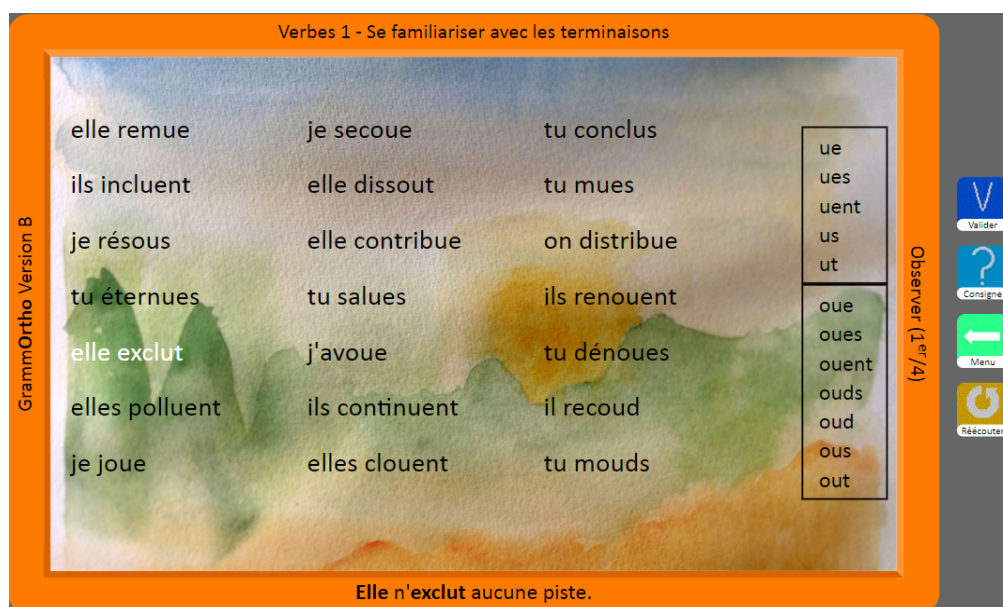 Verbes 1 - Se familiariser avec les terminaisons
GrammOrtho Version B
elle remue
je secoue
tu conclus
ils incluent
elle dissout
tu mues
je résous
elle contribue
on distribue
tu éternues
tu salues
ils renouent
elle exclut
j'avoue
tu dénoues
elles polluent
ils continuent
il recoud
je joue
elles clouent
tu mouds
ue
ues
uent
us
ut
oue
oues
ouent
ouds
oud
ous
out
Observer (1er/4)
V
Valider
?
Consigne
Menu
Réécouter
Elle n'exclut aucune piste.